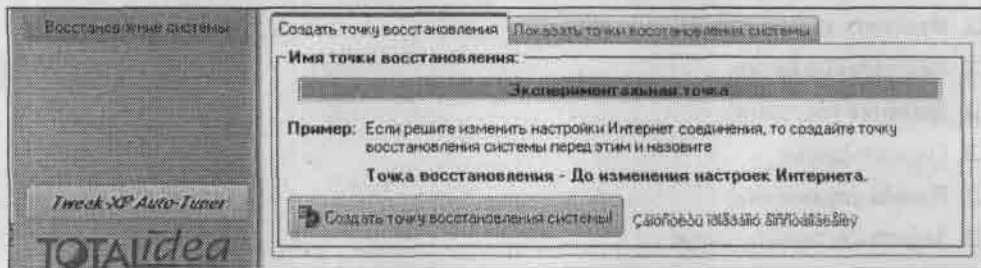 Восстановление системы
Создать точку восстановления
Показать точки восстановления системы
Имя точки восстановления:
Экспериментальная точка
Пример: Если решите изменить настройки Интернет соединения, то создайте точку
восстановления системы перед этим и назовите
Точка восстановления - До изменения настроек Интернета.
Tweak-XP Auto-Tuner
Создать точку восстановления системы!
TOTALidea